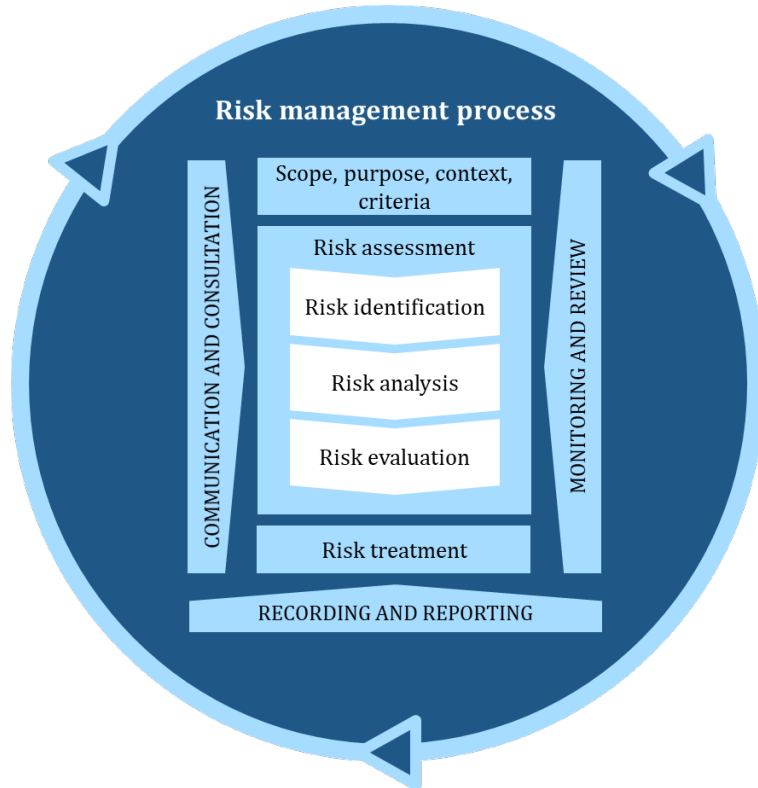 Risk management process
COMMUNICATION AND CONSULTATION
Scope, purpose, context,
criteria
Risk assessment
Risk identification
Risk analysis
Risk evaluation
Risk treatment
MONITORING AND REVIEW
RECORDING AND REPORTING